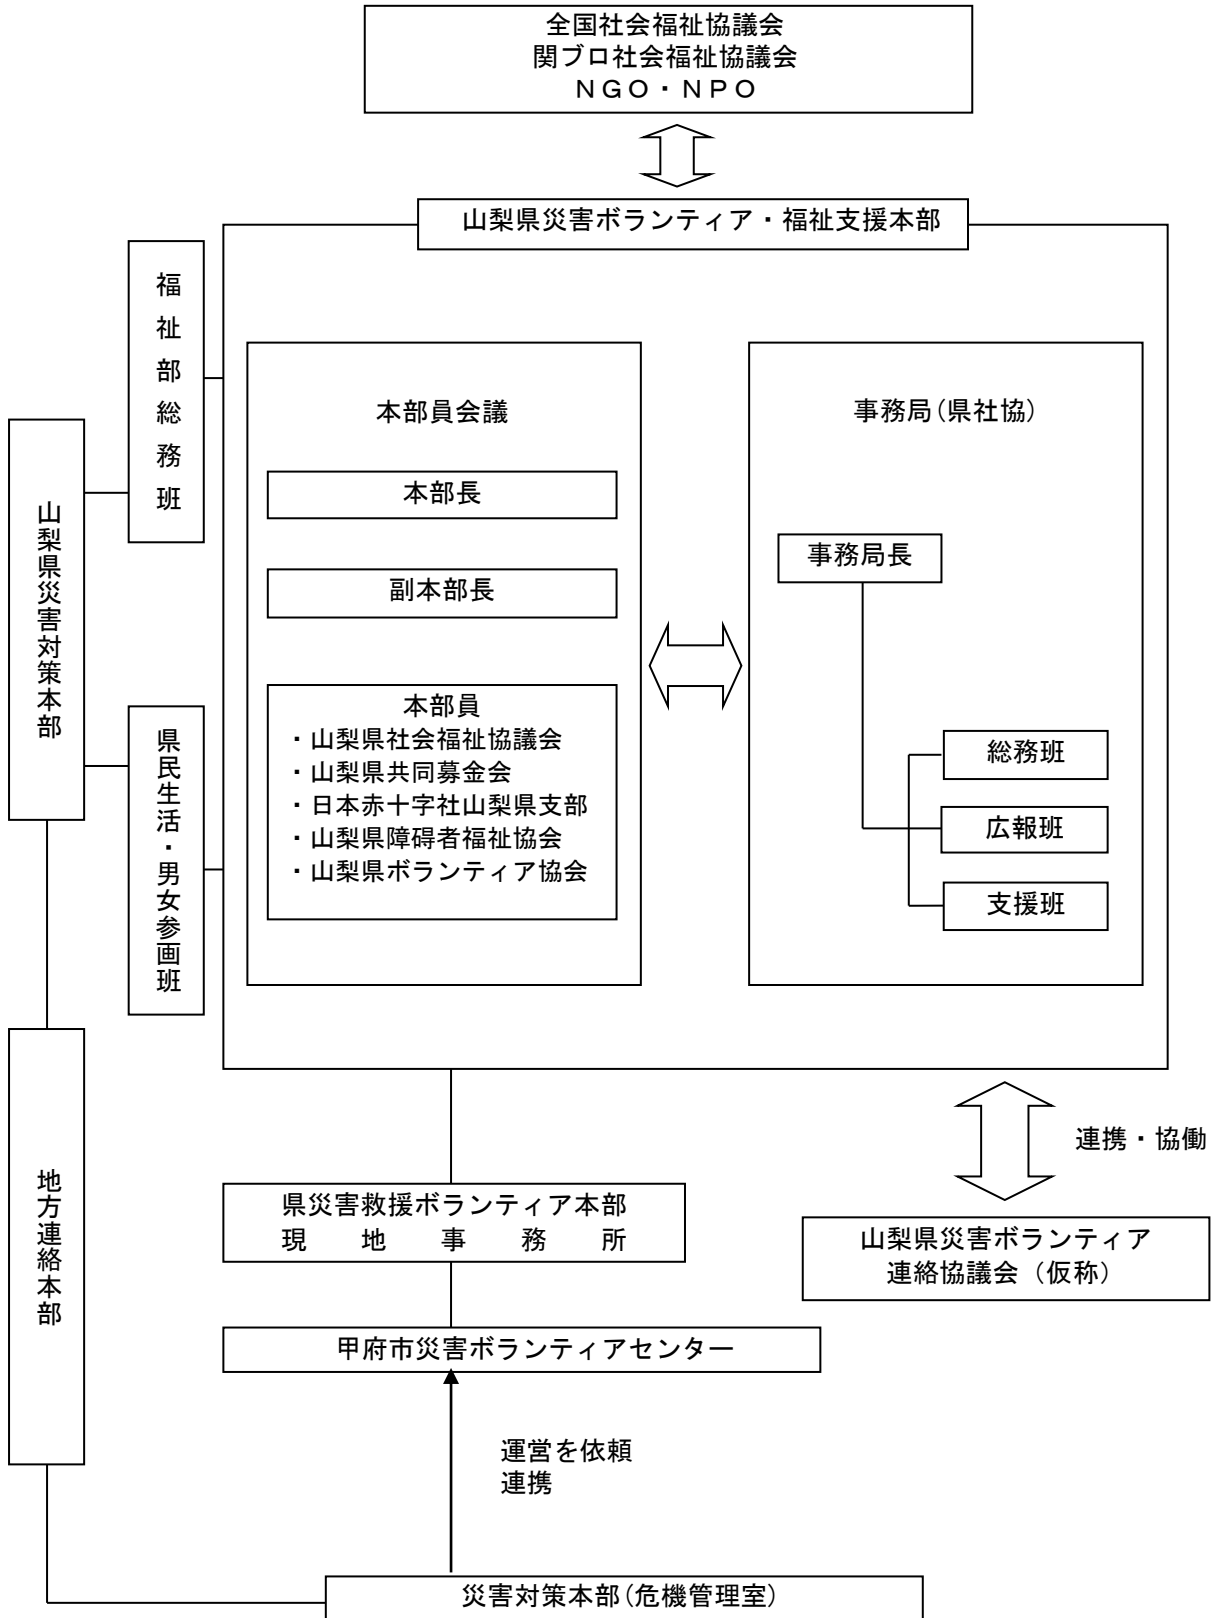 全国社会福祉協議会
関ブロ社会福祉協議会
ＮＧＯ・ＮＰＯ
山梨県災害ボランティア・福祉支援本部
福祉部総務班
本部員会議
事務局(県社協)
本部長
事務局長
副本部長
山梨県災害対策本部
本部員
・山梨県社会福祉協議会
・山梨県共同募金会
・日本赤十字社山梨県支部
・山梨県障碍者福祉協会
・山梨県ボランティア協会
総務班
広報班
支援班
県民生活・男女参画班
連携・協働
地方連絡本部
県災害救援ボランティア本部
現地事務所
山梨県災害ボランティア
連絡協議会（仮称）
甲府市災害ボランティアセンター
運営を依頼
連携
災害対策本部(危機管理室)